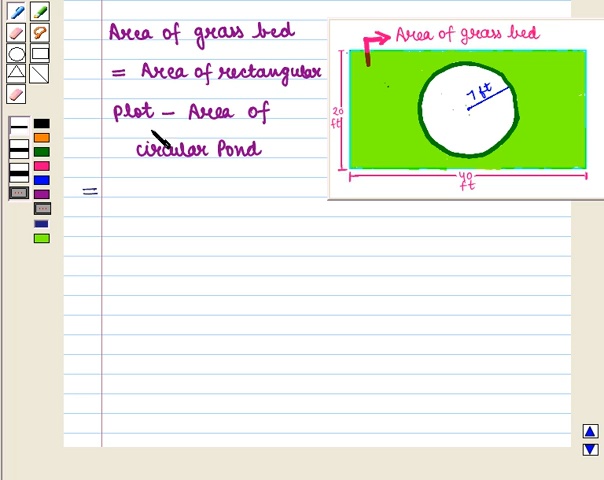 Area of grass bed
= Area of rectangular
Plot - Area of
circular Pond
=
Area of grass bed
7 ft
20
ft
40
ft